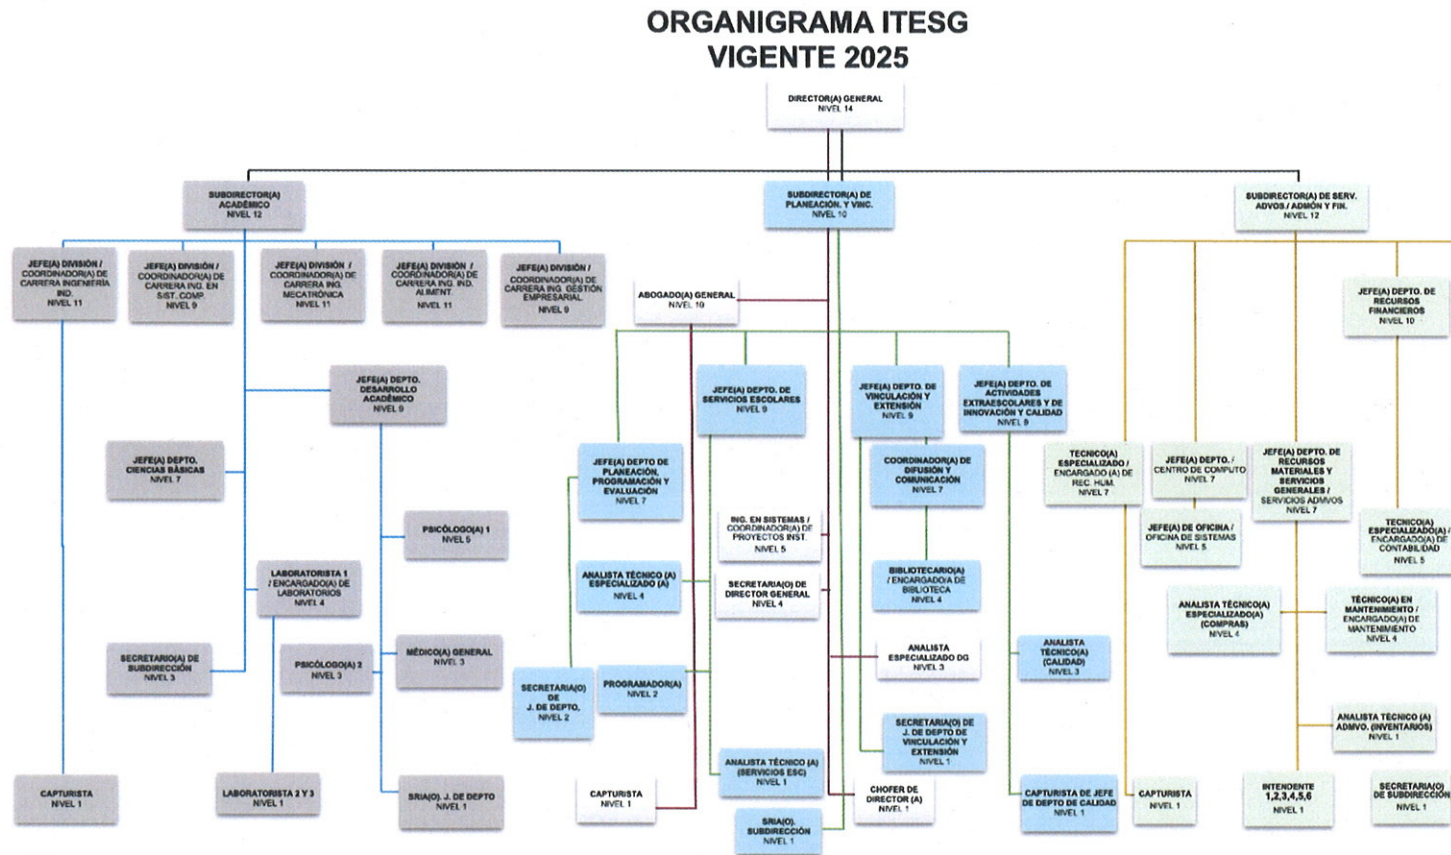 ORGANIGRAMA ITESG
VIGENTE 2025
DIRECTOR(A) GENERAL
NIVEL 14
SUBDIRECTOR(A)
ACADÉMICO
NIVEL 12
SUBDIRECTOR(A) DE
PLANEACIÓN. Y VINC.
NIVEL 10
SUBDIRECTOR(A) DE SERV.
ADVOS / ADMÓN Y FIN.
NIVEL 12
JEFE(A) DIVISIÓN /
COORDINADOR(A) DE
CARRERA INGENIERÍA
IND.
NIVEL 11
JEFE(A) DIVISIÓN /
COORDINADOR(A) DE
CARRERA ING. EN
SIST. COMP.
NIVEL 9
JEFE(A) DIVISIÓN /
COORDINADOR(A) DE
CARRERA ING.
MECATRÓNICA
NIVEL 11
JEFE(A) DIVISIÓN /
COORDINADOR(A) DE
CARRERA ING. IND.
ALIMENT.
NIVEL 11
JEFE(A) DIVISIÓN /
COORDINADOR(A) DE
CARRERA ING. GESTIÓN
EMPRESARIAL
NIVEL 9
ABOGADO(A) GENERAL
NIVEL 10
JEFE(A) DEPTO. DE
RECURSOS
FINANCIEROS
NIVEL 10
JEFE(A) DEPTO.
DESARROLLO
ACADÉMICO
NIVEL 9
JEFE(A) DEPTO. DE
SERVICIOS ESCOLARES
NIVEL 9
JEFE(A) DEPTO. DE
VINCULACIÓN Y
EXTENSIÓN
NIVEL 9
JEFE(A) DEPTO. DE
ACTIVIDADES
EXTRAESCOLARES Y DE
INNOVACIÓN Y CALIDAD
NIVEL 9
JEFE(A) DEPTO.
CIENCIAS BÁSICAS
NIVEL 7
JEFE(A) DEPTO DE
PLANEACIÓN,
PROGRAMACIÓN Y
EVALUACIÓN
NIVEL 7
COORDINADOR(A) DE
DIFUSIÓN Y
COMUNICACIÓN
NIVEL 7
TECNICO(A)
ESPECIALIZADO /
ENCARGADO (A) DE
REC. HUM.
NIVEL 7
JEFE(A) DEPTO. /
CENTRO DE COMPUTO
NIVEL 7
JEFE(A) DEPTO. DE
RECURSOS
MATERIALES Y
SERVICIOS
GENERALES /
SERVICIOS ADMVOS
NIVEL 7
PSICÓLOGO(A) 1
NIVEL 5
ING. EN SISTEMAS /
COORDINADOR(A) DE
PROYECTOS INST.
NIVEL 5
JEFE(A) DE OFICINA /
OFICINA DE SISTEMAS
NIVEL 5
TECNICO(A)
ESPECIALIZADO(A) /
ENCARGADO(A) DE
CONTABILIDAD
NIVEL 5
LABORATORISTA 1
/ ENCARGADO(A) DE
LABORATORIOS
NIVEL 4
ANALISTA TÉCNICO (A)
ESPECIALIZADO (A)
NIVEL 4
SECRETARIA(O) DE
DIRECTOR GENERAL
NIVEL 4
BIBLIOTECARIO(A)
/ ENCARGADO/A DE
BIBLIOTECA
NIVEL 4
ANALISTA TÉCNICO(A)
ESPECIALIZADO(A)
(COMPRAS)
NIVEL 4
TÉCNICO(A) EN
MANTENIMIENTO /
ENCARGADO(A) DE
MANTENIMIENTO
NIVEL 4
SECRETARIO(A) DE
SUBDIRECCIÓN
NIVEL 3
PSICÓLOGO(A) 2
NIVEL 3
MÉDICO(A) GENERAL
NIVEL 3
ANALISTA
ESPECIALIZADO DG
NIVEL 3
ANALISTA
TÉCNICO(A)
(CALIDAD)
NIVEL 3
SECRETARIA(O)
DE
J. DE DEPTO,
NIVEL 2
PROGRAMADOR(A)
NIVEL 2
SECRETARIA(O) DE
J. DE DEPTO DE
VINCULACIÓN Y
EXTENSIÓN
NIVEL 1
ANALISTA TÉCNICO (A)
ADMVO. (INVENTARIOS)
NIVEL 1
CAPTURISTA
NIVEL 1
LABORATORISTA 2 Y 3
NIVEL 1
SRIA(O). J. DE DEPTO
NIVEL 1
CAPTURISTA
NIVEL 1
ANALISTA TÉCNICO (A)
(SERVICIOS ESC)
NIVEL 1
SRIA(O).
SUBDIRECCIÓN
NIVEL 1
CHOFER DE
DIRECTOR (A)
NIVEL 1
CAPTURISTA DE JEFE
DE DEPTO DE CALIDAD
NIVEL 1
CAPTURISTA
NIVEL 1
INTENDENTE
1,2,3,4,5,6
NIVEL 1
SECRETARIA(O)
DE SUBDIRECCIÓN
NIVEL 1